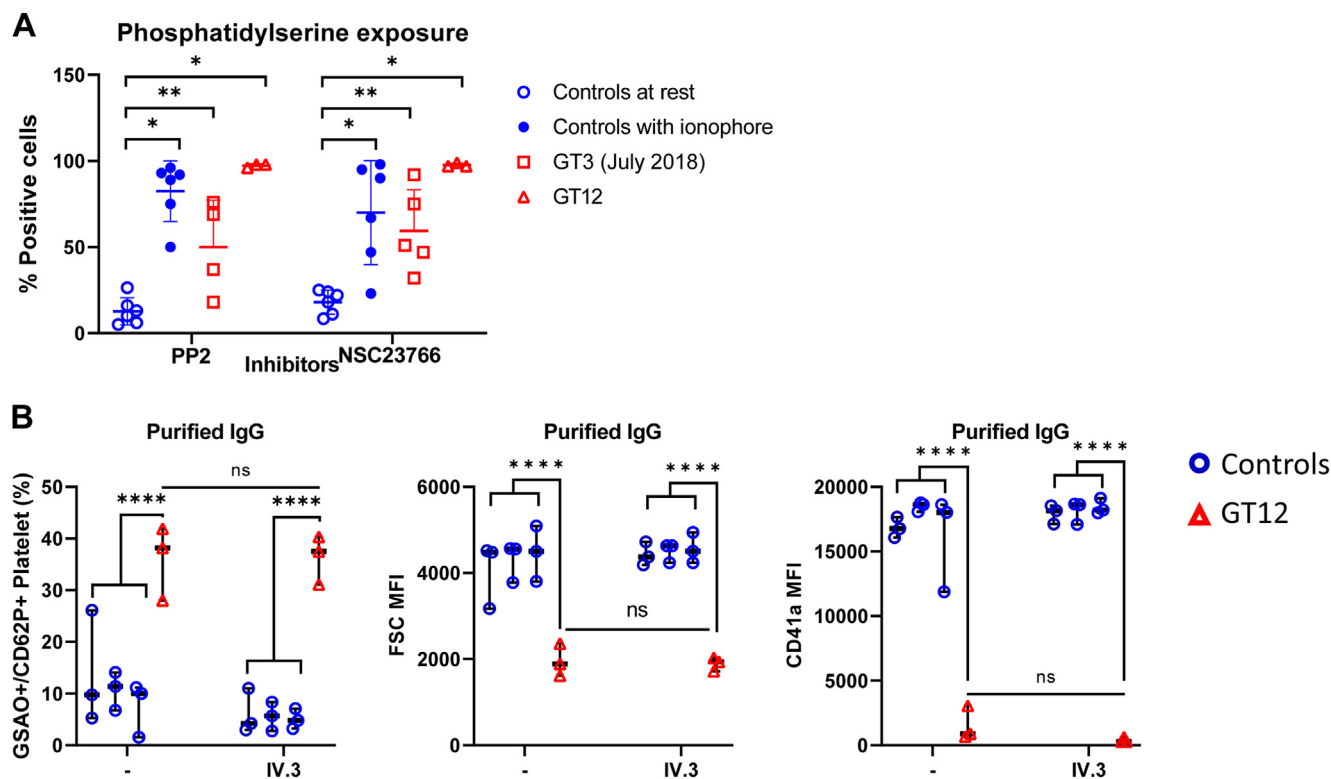 A
Phosphatidylserine exposure
*
*
**
**
*
*
150
100
50
0
% Positive cells
PP2
Inhibitors
NSC23766
Controls at rest
Controls with ionophore
GT3 (July 2018)
GT12
B
Purified IgG
ns
****
****
50
40
30
20
10
0
GSAO+/CD62P+ Platelet (%)
-
IV.3
Purified IgG
****
****
6000
4000
2000
0
FSC MFI
ns
-
IV.3
Purified IgG
****
****
20000
15000
10000
5000
0
CD41a MFI
ns
-
IV.3
Controls
GT12